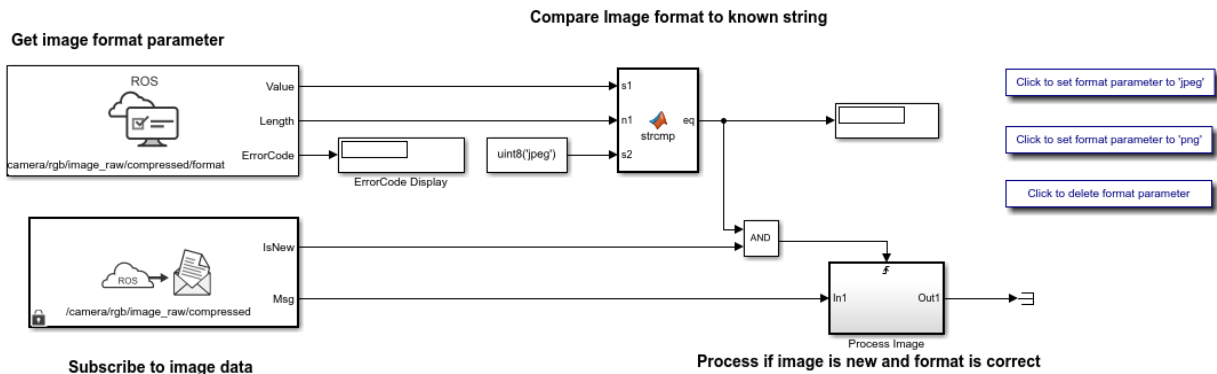 Compare Image format to known string
Get image format parameter
ROS
Value
Length
ErrorCode
camera/rgb/image_raw/compressed/format
ErrorCode Display
uint8('jpeg')
s1
n1
s2
eq
strcmp
Click to set format parameter to 'jpeg'
Click to set format parameter to 'png'
Click to delete format parameter
ROS
IsNew
Msg
/camera/rgb/image_raw/compressed
AND
In1
Out1
Process Image
Subscribe to image data
Process if image is new and format is correct